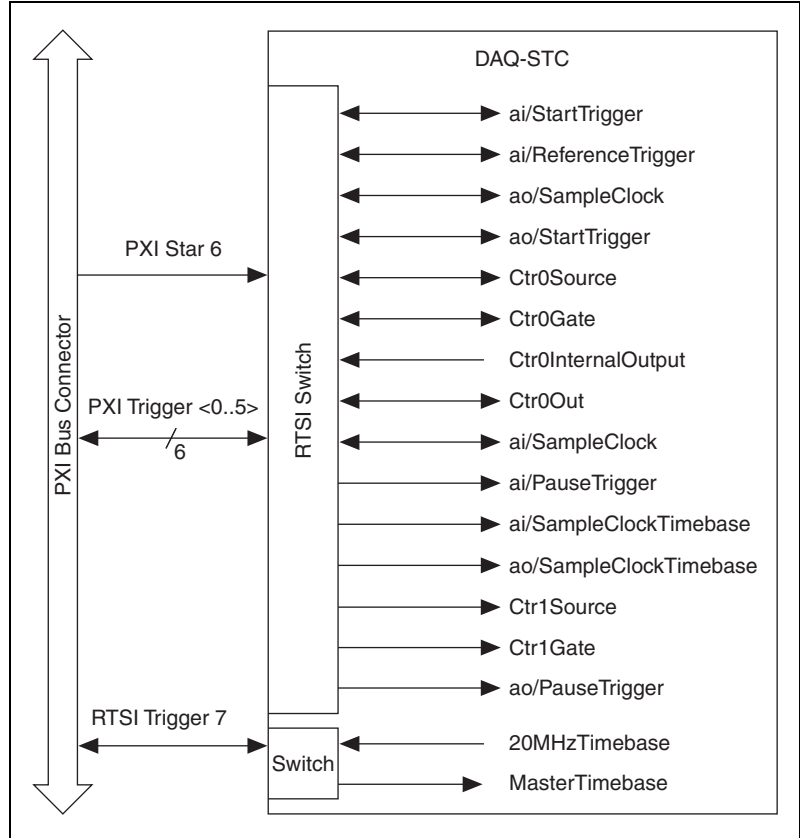 DAQ-STC
PXI Bus Connector
PXI Star 6
PXI Trigger <0..5>
6
RTSI Trigger 7
RTSI Switch
ai/StartTrigger
ai/ReferenceTrigger
ao/SampleClock
ao/StartTrigger
Ctr0Source
Ctr0Gate
Ctr0InternalOutput
Ctr0Out
ai/SampleClock
ai/PauseTrigger
ai/SampleClockTimebase
ao/SampleClockTimebase
Ctr1Source
Ctr1Gate
ao/PauseTrigger
Switch
20MHzTimebase
MasterTimebase